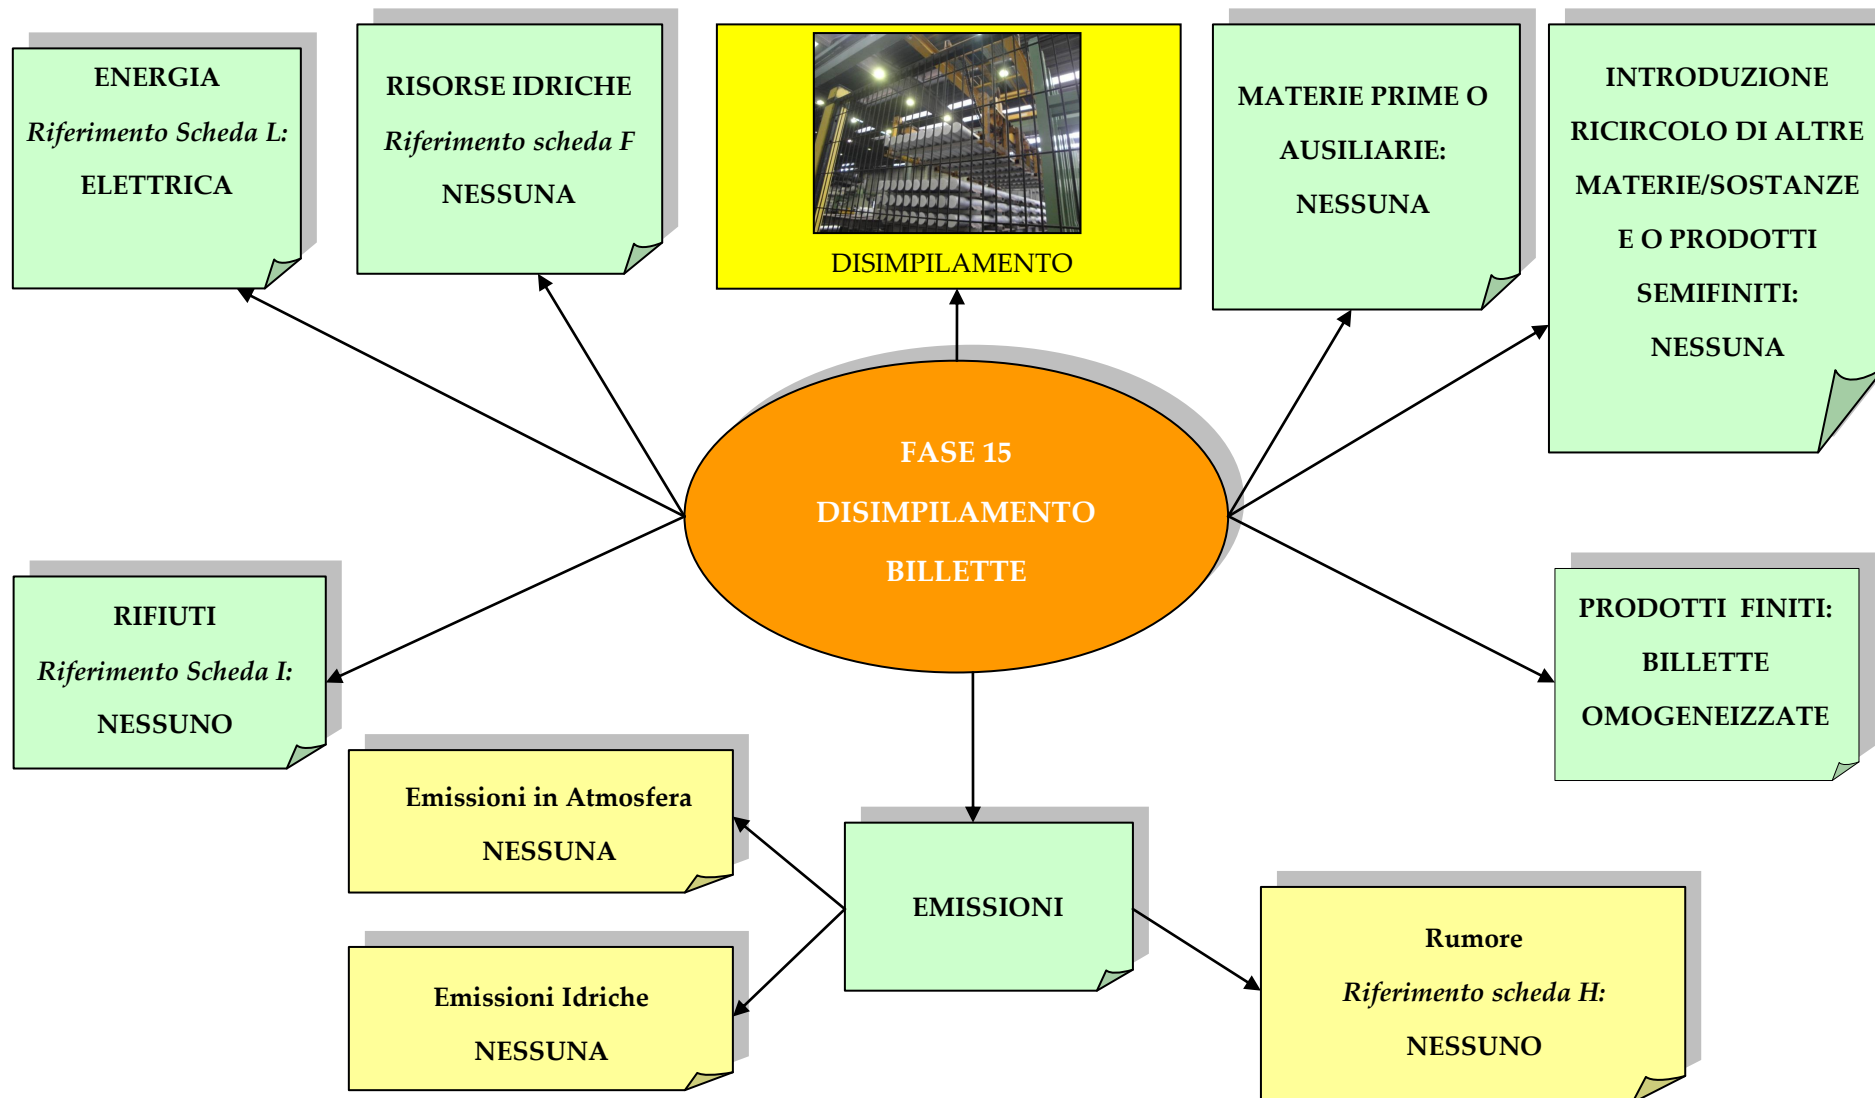 ENERGIA
Riferimento Scheda L:
ELETTRICA
RISORSE IDRICHE
Riferimento scheda F
NESSUNA
DISIMPILAMENTO
MATERIE PRIME O
AUSILIARIE:
NESSUNA
INTRODUZIONE
RICIRCOLO DI ALTRE
MATERIE/SOSTANZE
E O PRODOTTI
SEMIFINITI:
NESSUNA
FASE 15
DISIMPILAMENTO
BILLETTE
RIFIUTI
Riferimento Scheda I:
NESSUNO
PRODOTTI  FINITI:
BILLETTE
OMOGENEIZZATE
Emissioni in Atmosfera
NESSUNA
EMISSIONI
Emissioni Idriche
NESSUNA
Rumore
Riferimento scheda H:
NESSUNO